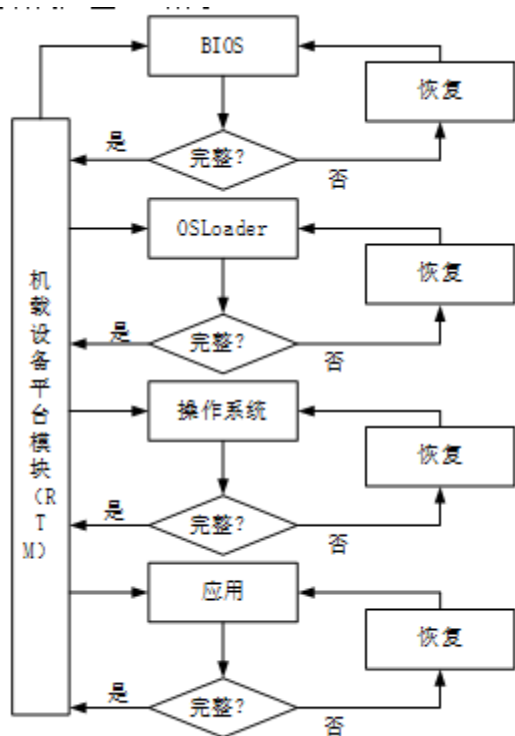 BIOS
恢复
是
完整?
否
OSLoader
恢复
是
完整?
否
操作系统
恢复
是
完整?
否
应用
恢复
是
完整?
否
机
载
设
备
平
台
模
块
(R
T
M)